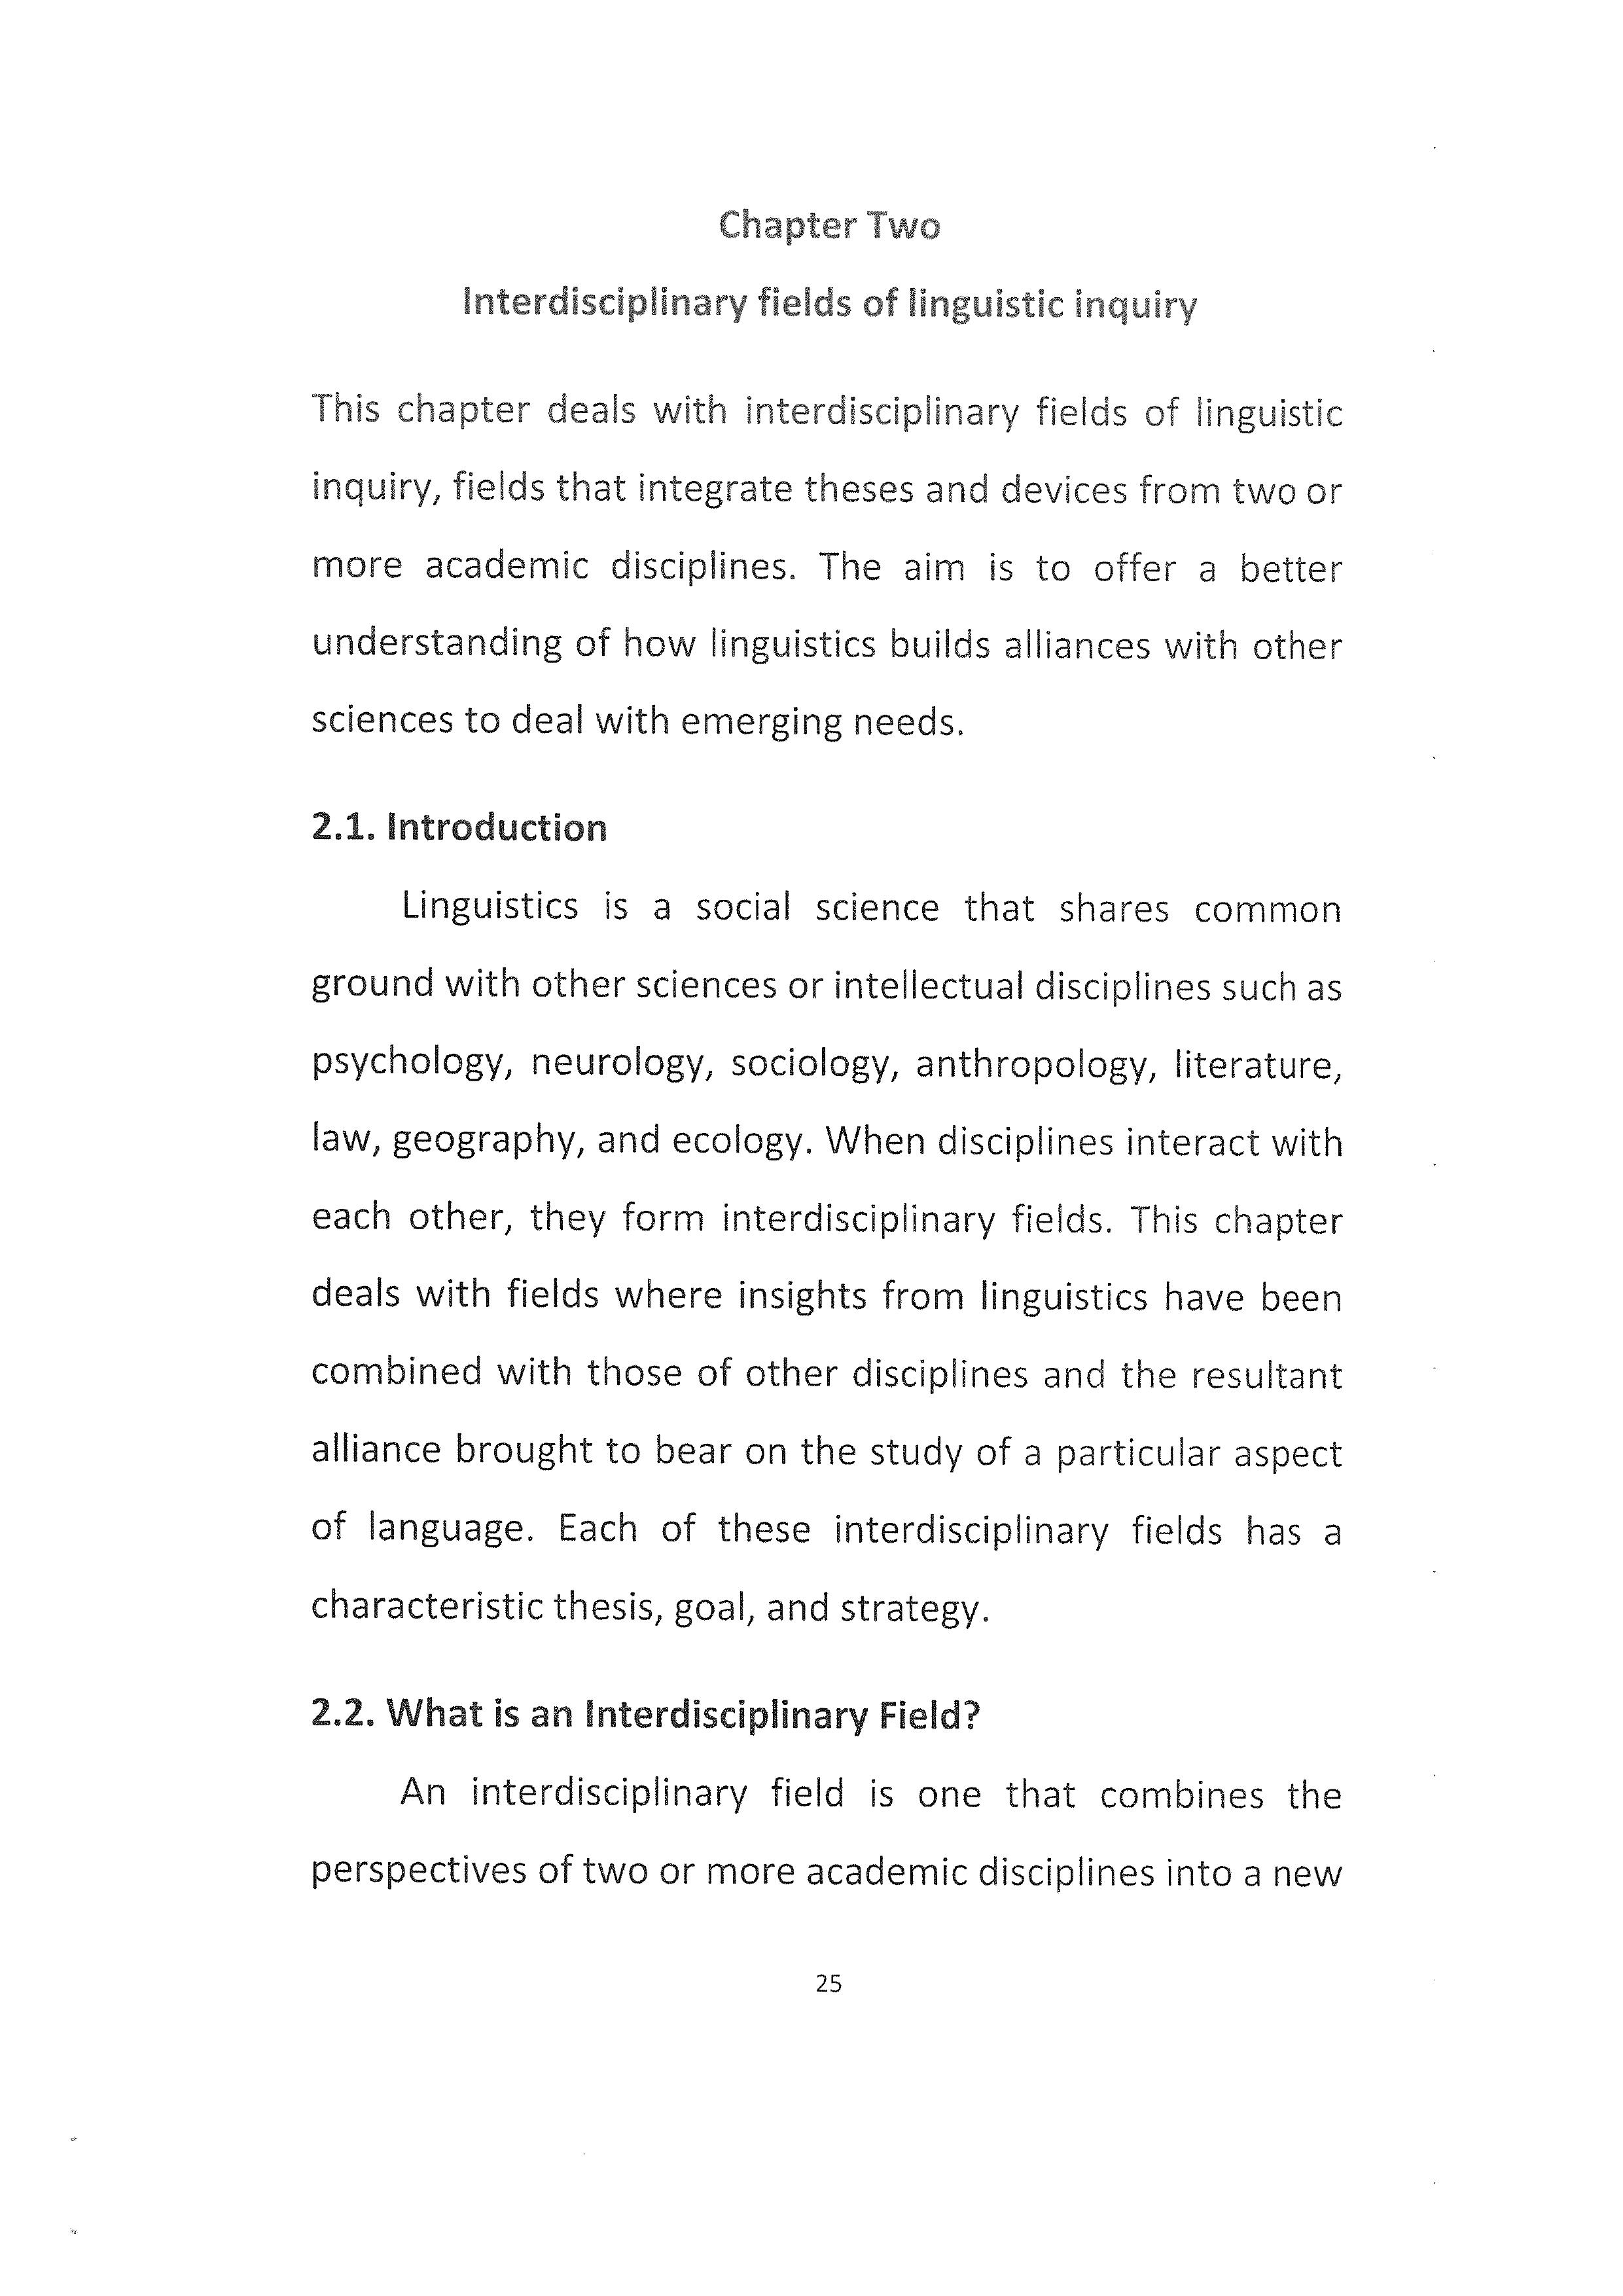 Chapter Two
Interdisciplinary fields of linguistic inquiry
This chapter deals with interdisciplinary fields of linguistic
inquiry, fields that integrate theses and devices from two or
more academic disciplines. The aim is to offer a better
understanding of how linguistics builds alliances with other
sciences to deal with emerging needs.
2.1. Introduction
Linguistics is a social science that shares common
ground with other sciences or intellectual disciplines such as
psychology, neurology, sociology, anthropology, literature,
law, geography, and ecology. When disciplines interact with
each other, they form interdisciplinary fields. This chapter
deals with fields where insights from linguistics have been
combined with those of other disciplines and the resultant
alliance brought to bear on the study of a particular aspect
of language. Each of these interdisciplinary fields has a
characteristic thesis, goal, and strategy.
2.2. What is an Interdisciplinary Field?
An interdisciplinary field is one that combines the
perspectives of two or more academic disciplines into a new
25